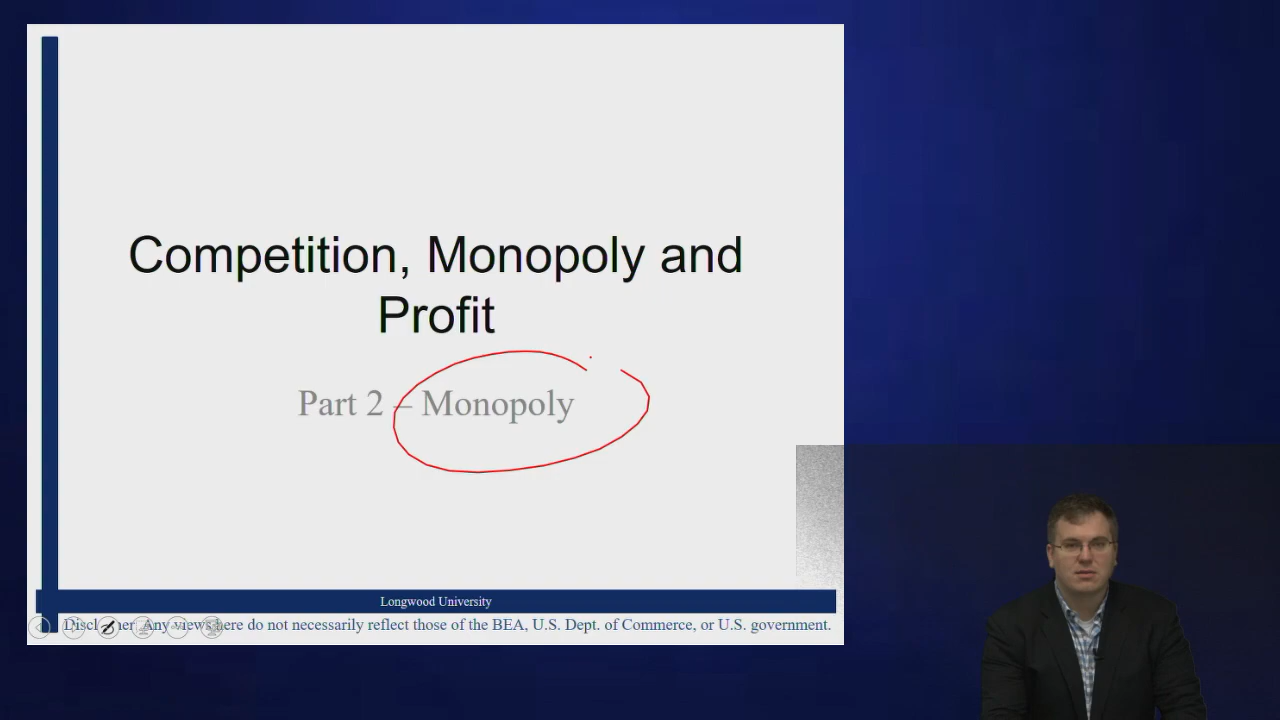 Competition, Monopoly and
Profit
Part 2 – Monopoly
Longwood University
Any views here do not necessarily reflect those of the BEA, U.S. Dept. of Commerce, or U.S. government.